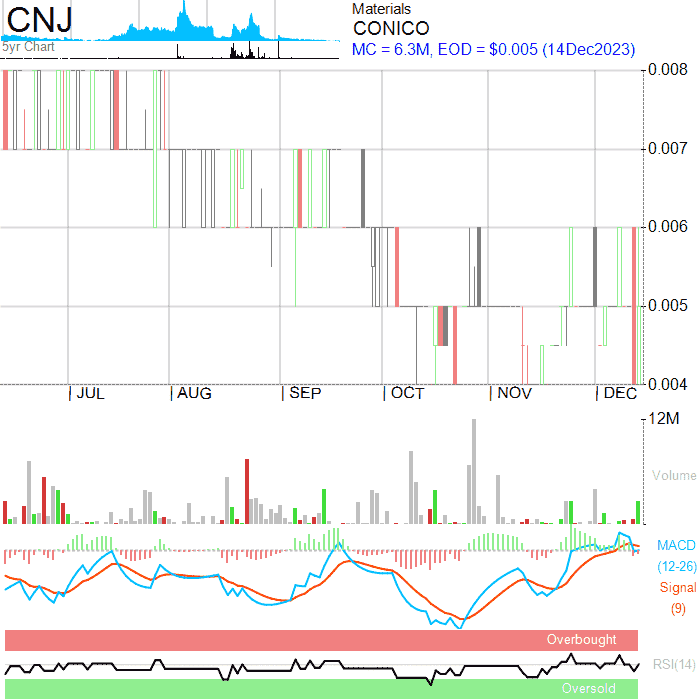 CNJ
5yr Chart
Materials
CONICO
MC = 6.3M, EOD = $0.005 (14Dec2023)
0.008
0.007
0.006
0.005
0.004
JUL AUG SEP OCT NOV DEC
12M
Volume
MACD
(12-26)
Signal
(9)
Overbought
RSI(14)
Oversold